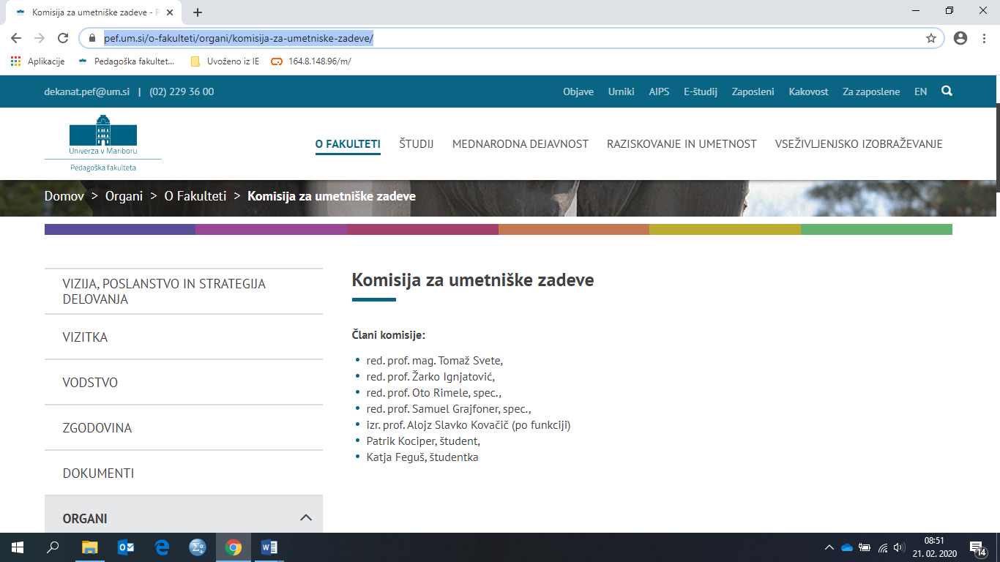 Komisija za umetniške zadeve - P
pef.um.si/o-fakulteti/organi/komisija-za-umetniske-zadeve/
Aplikacije Pedagoška fakultet... Uvoženo iz IE 164.8.148.96/m/
dekanat.pef@um.si | (02) 229 36 00 Objave Urniki AIPS E-študij Zaposleni Kakovost Za zaposlene EN
Univerza v Mariboru
Pedagoška fakulteta
O FAKULTETI ŠTUDIJ MEDNARODNA DEJAVNOST RAZISKOVANJE IN UMETNOST VSEŽIVLJENJSKO IZOBRAŽEVANJE
Domov > Organi > O Fakulteti > Komisija za umetniške zadeve
VIZIJA, POSLANSTVO IN STRATEGIJA
DELOVANJA
VIZITKA
VODSTVO
ZGODOVINA
DOKUMENTI
ORGANI
Komisija za umetniške zadeve
Člani komisije:
red. prof. mag. Tomaž Svete,
red. prof. Žarko Ignjatović,
red. prof. Oto Rimele, spec.,
red. prof. Samuel Grajfoner, spec.,
izr. prof. Alojz Slavko Kovačič (po funkciji)
Patrik Kociper, študent,
Katja Feguš, študentka
08:51
21. 02. 2020
14